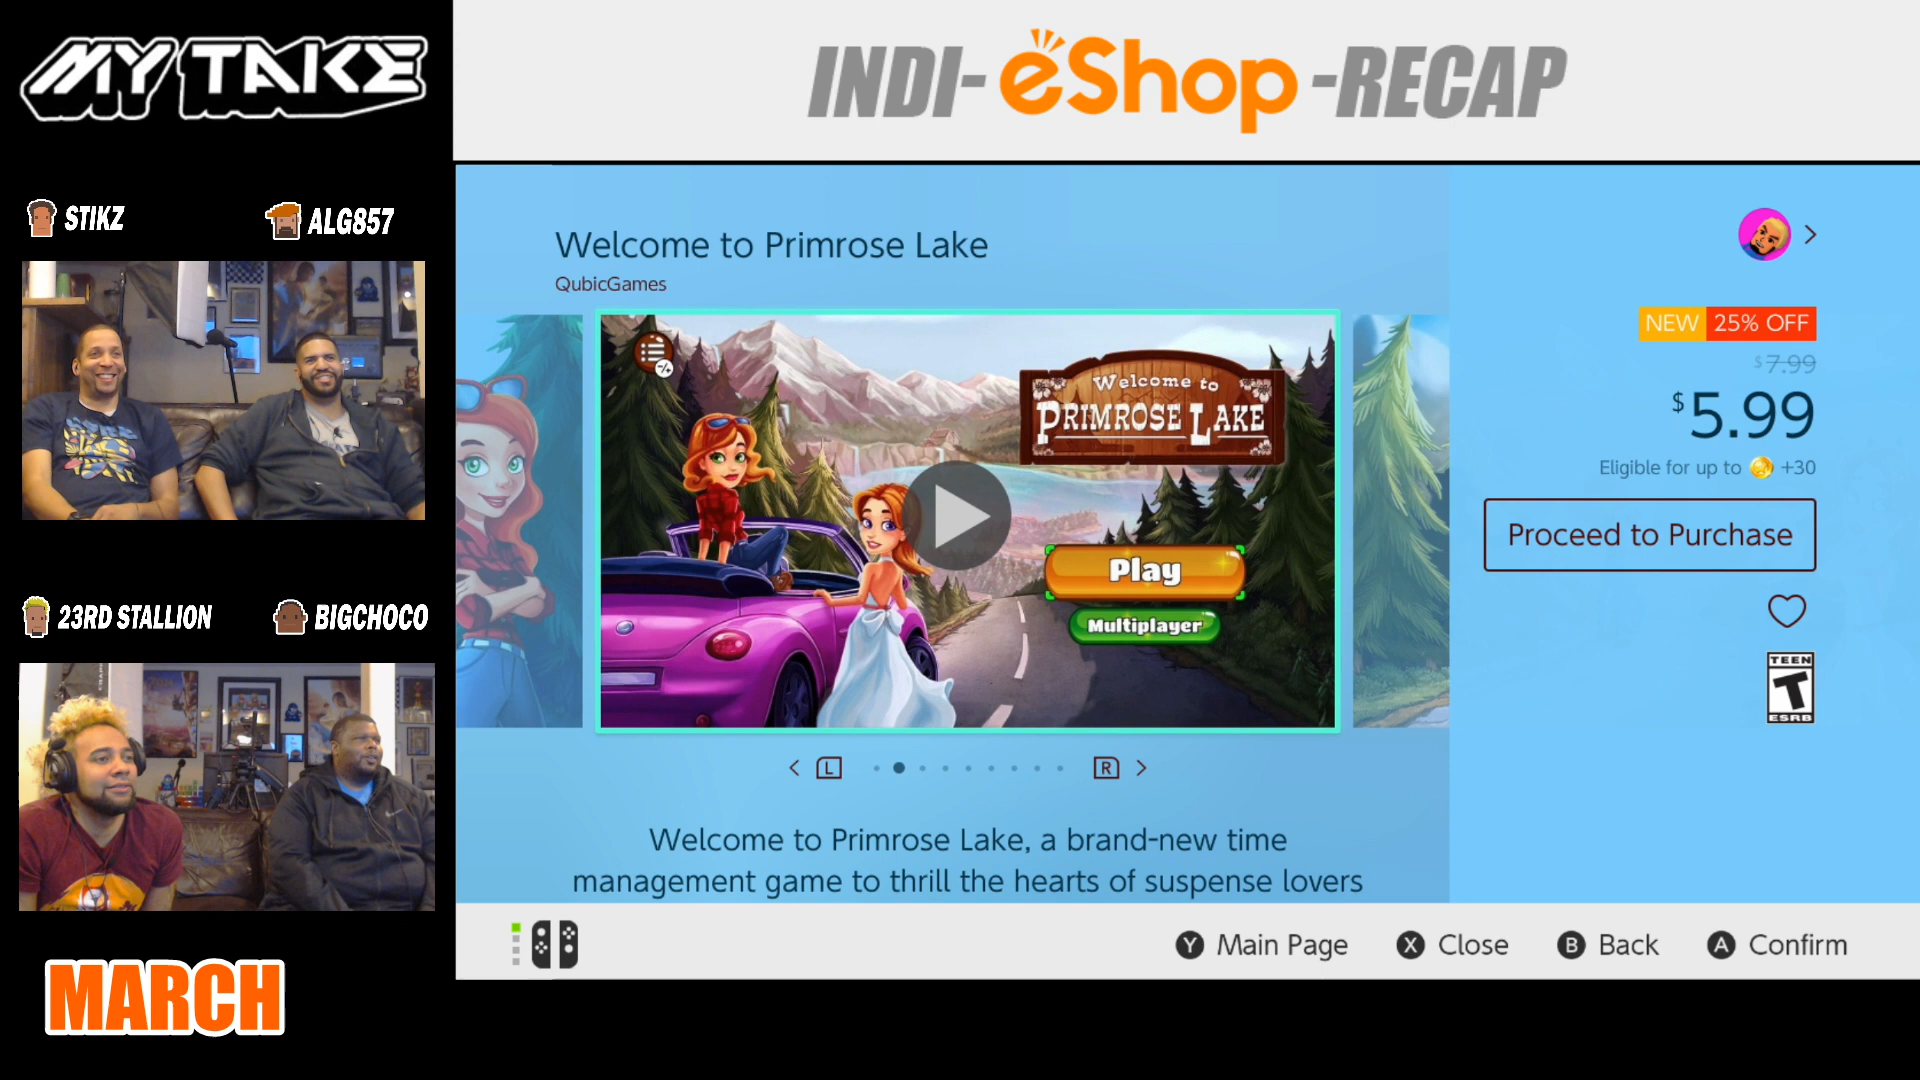 MY TAKE
INDI-eShop-RECAP
STIKZ
ALG857
23RD STALLION
BIGCHOCO
MARCH
Welcome to Primrose Lake
QubicGames
Welcome to
PRIMROSE LAKE
Play
Multiplayer
L
R
Welcome to Primrose Lake, a brand-new time
management game to thrill the hearts of suspense lovers
NEW 25% OFF
$7.99
$5.99
Eligible for up to +30
Proceed to Purchase
TEEN
T
ESRB
Y Main Page X Close B Back A Confirm